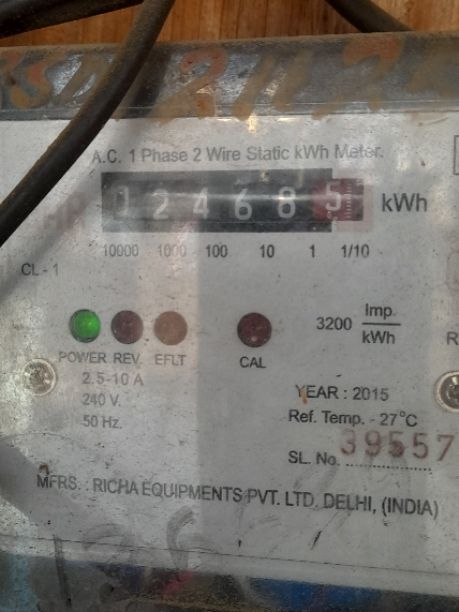 A.C. 1 Phase 2 Wire Static kWh Meter.
1 2 4 6 8 5 kWh
10000 1000 100 10 1 1/10
CL - 1
3200 Imp. / kWh
POWER REV. EFLT CAL
2.5-10 A
240 V.
50 Hz.
YEAR : 2015
Ref. Temp. - 27°C
SL. No. 39557
MFRS. : RICHA EQUIPMENTS PVT. LTD. DELHI, (INDIA)